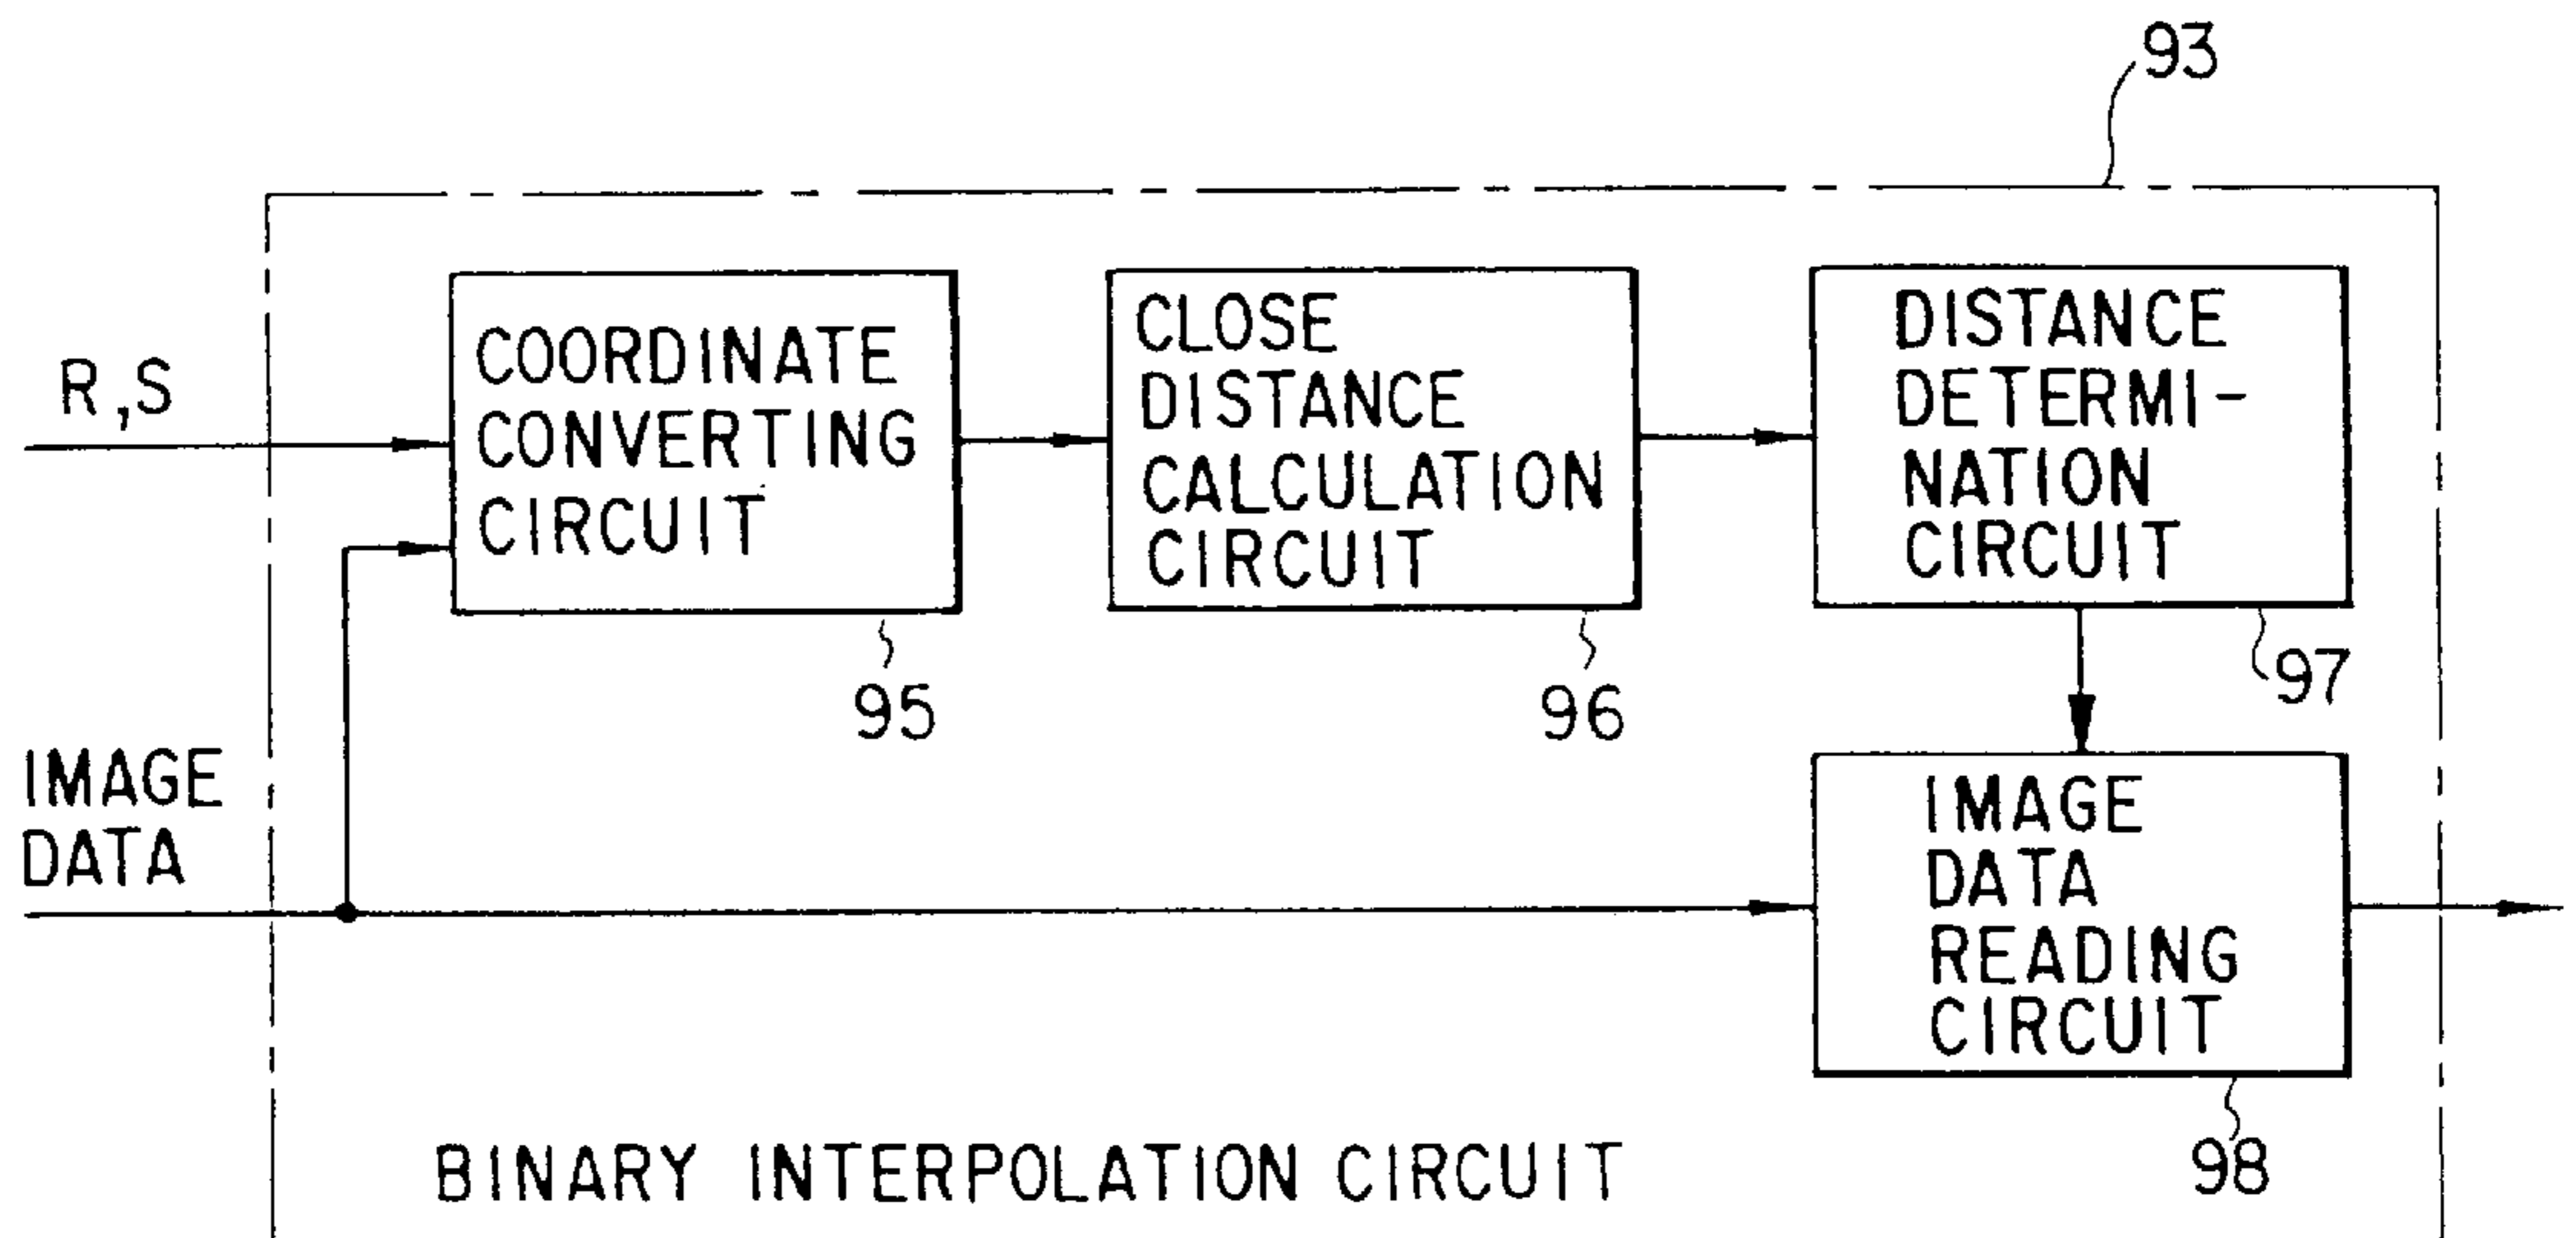 93
R,S
COORDINATE
CONVERTING
CIRCUIT
95
CLOSE
DISTANCE
CALCULATION
CIRCUIT
96
DISTANCE
DETERMI-
NATION
CIRCUIT
97
IMAGE
DATA
IMAGE
DATA
READING
CIRCUIT
98
BINARY INTERPOLATION CIRCUIT